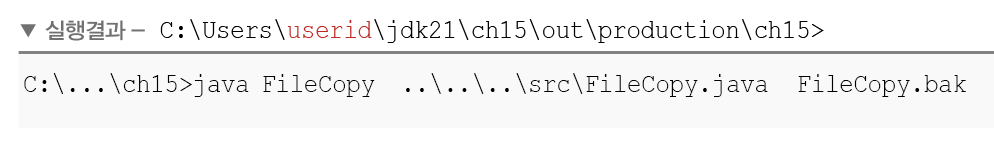 ▼ 실행결과 – C:\Users\userid\jdk21\ch15\out\production\ch15>
C:\...\ch15>java FileCopy ..\..\..\src\FileCopy.java FileCopy.bak